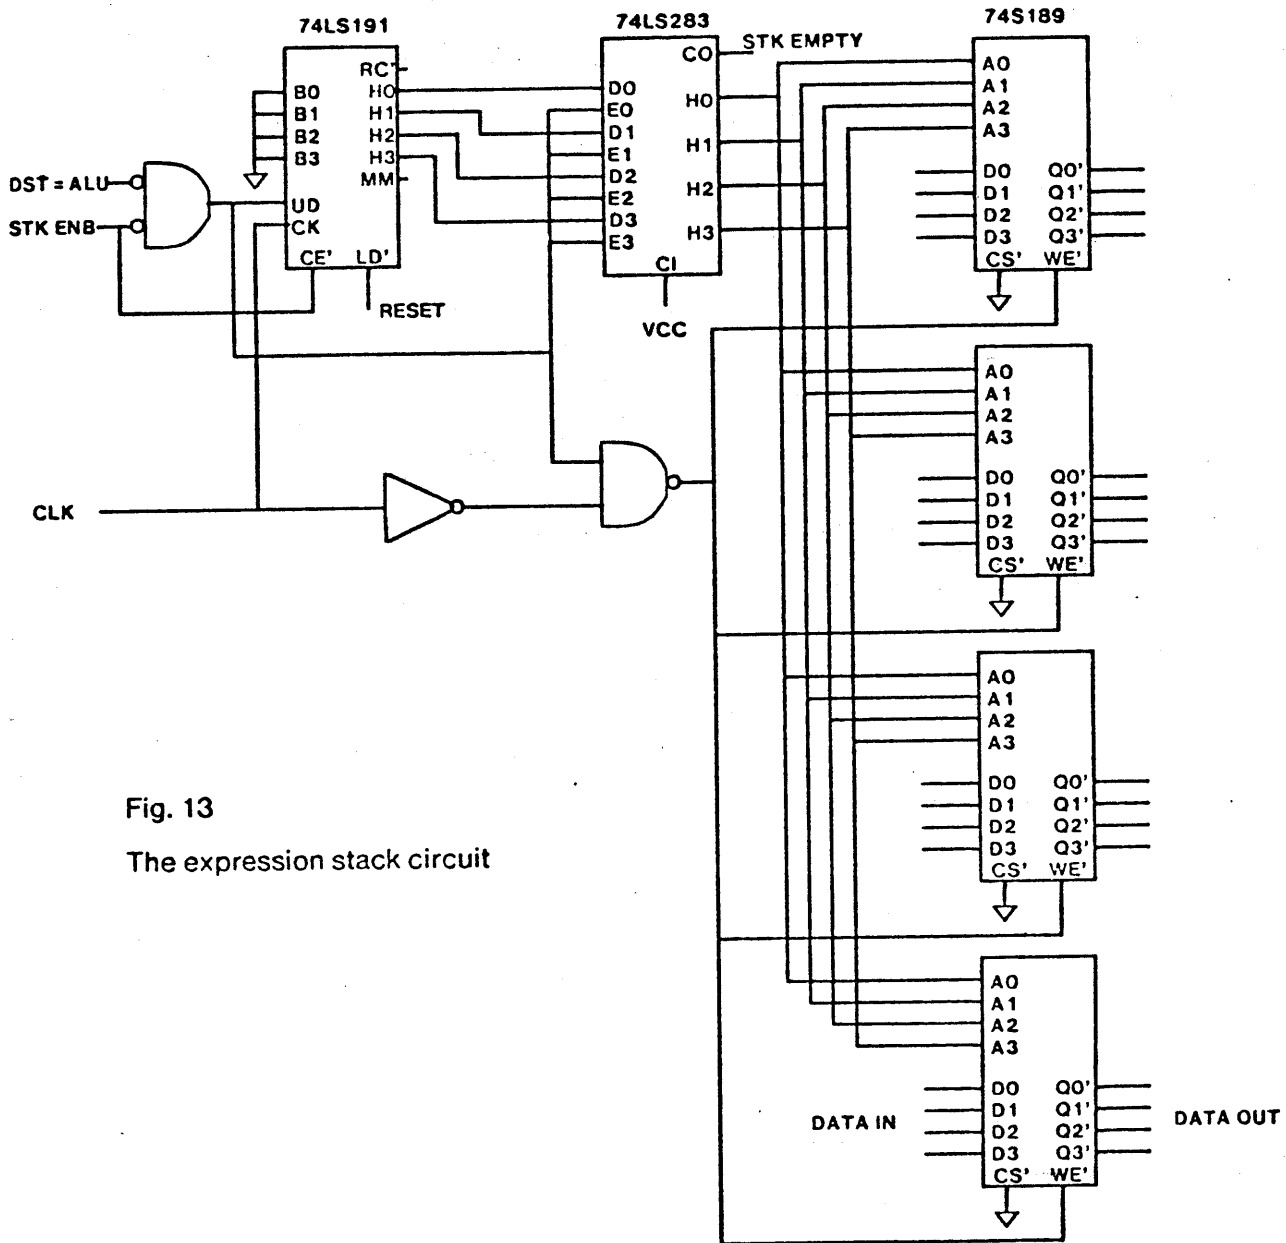 74LS191
74LS283
74S189
RC'
B0
H0
B1
H1
B2
H2
B3
H3
MM
UD
CK
CE'
LD'
DST = ALU
STK ENB
RESET
CO
STK EMPTY
D0
E0
D1
E1
D2
E2
D3
E3
H0
H1
H2
H3
CI
VCC
CLK
A0
A1
A2
A3
D0
Q0'
D1
Q1'
D2
Q2'
D3
Q3'
CS'
WE'
A0
A1
A2
A3
D0
Q0'
D1
Q1'
D2
Q2'
D3
Q3'
CS'
WE'
A0
A1
A2
A3
D0
Q0'
D1
Q1'
D2
Q2'
D3
Q3'
CS'
WE'
A0
A1
A2
A3
D0
Q0'
D1
Q1'
D2
Q2'
D3
Q3'
CS'
WE'
DATA IN
DATA OUT
Fig. 13
The expression stack circuit